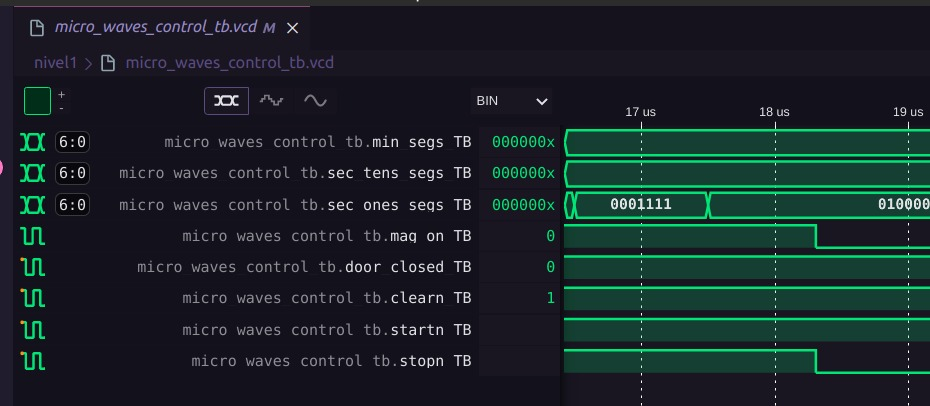 micro_waves_control_tb.vcd M
nivel1 > micro_waves_control_tb.vcd
+
-
BIN
17 us 18 us 19 us
6:0 micro waves control tb.min segs TB 000000x
6:0 micro waves control tb.sec tens segs TB 000000x
6:0 micro waves control tb.sec ones segs TB 000000x 0001111 010000
micro waves control tb.mag on TB 0
micro waves control tb.door closed TB 0
micro waves control tb.clearn TB 1
micro waves control tb.startn TB
micro waves control tb.stopn TB